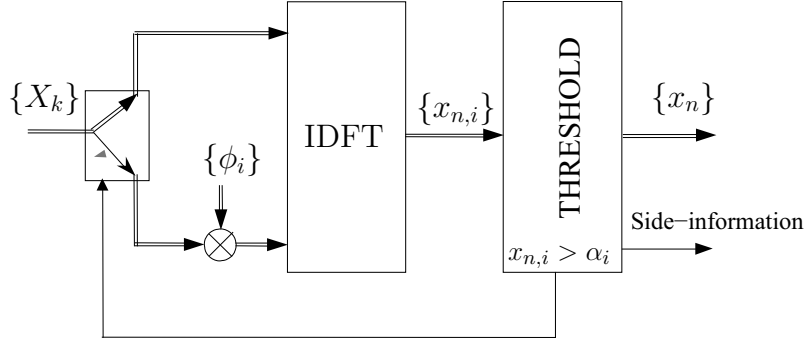 {X_k}
{ϕ_i}
IDFT
{x_{n,i}}
THRESHOLD
x_{n,i} > α_i
{x_n}
Side−information